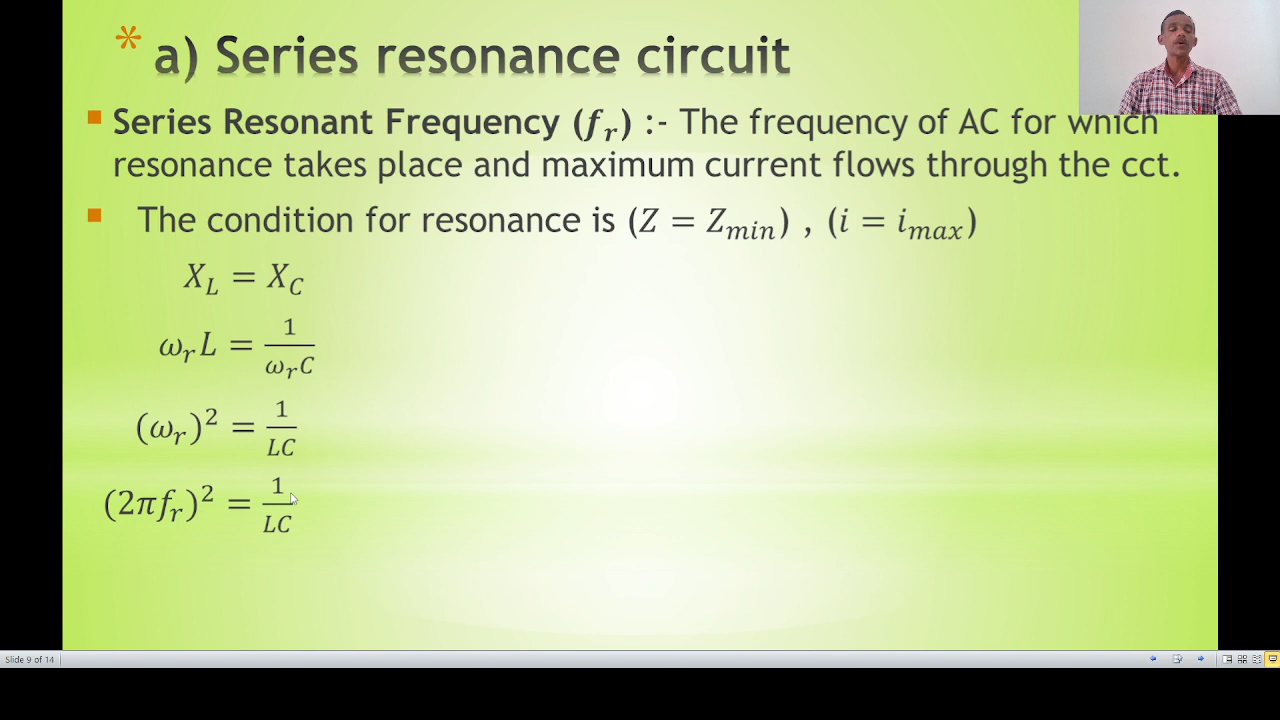 * a) Series resonance circuit
▪ Series Resonant Frequency (𝒇ᵣ) :- The frequency of AC for which
resonance takes place and maximum current flows through the cct.
▪ The condition for resonance is (Z = Z_min) , (i = i_max)
X_L = X_C
ω_r L = 1/(ω_r C)
(ω_r)² = 1/(LC)
(2πf_r)² = 1/(LC)
Slide 9 of 14